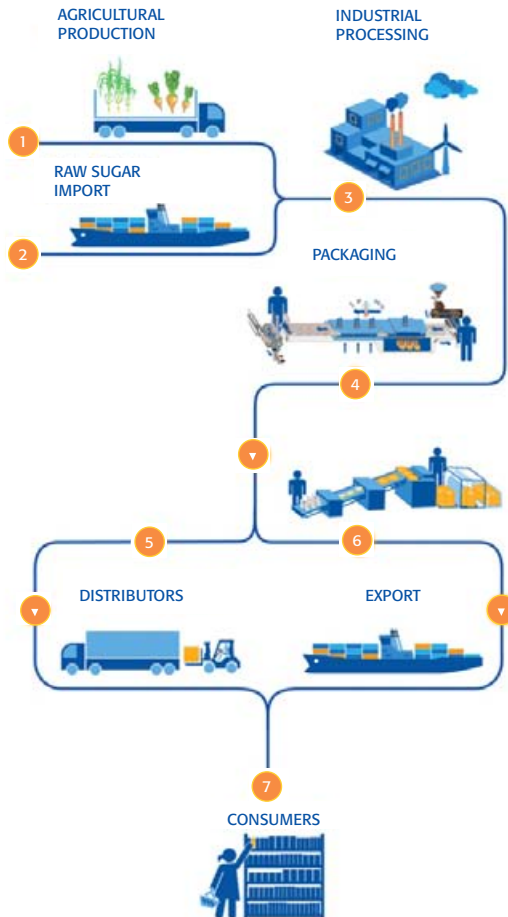 AGRICULTURAL
PRODUCTION
INDUSTRIAL
PROCESSING
1
RAW SUGAR
IMPORT
3
2
PACKAGING
4
5
6
DISTRIBUTORS
EXPORT
7
CONSUMERS